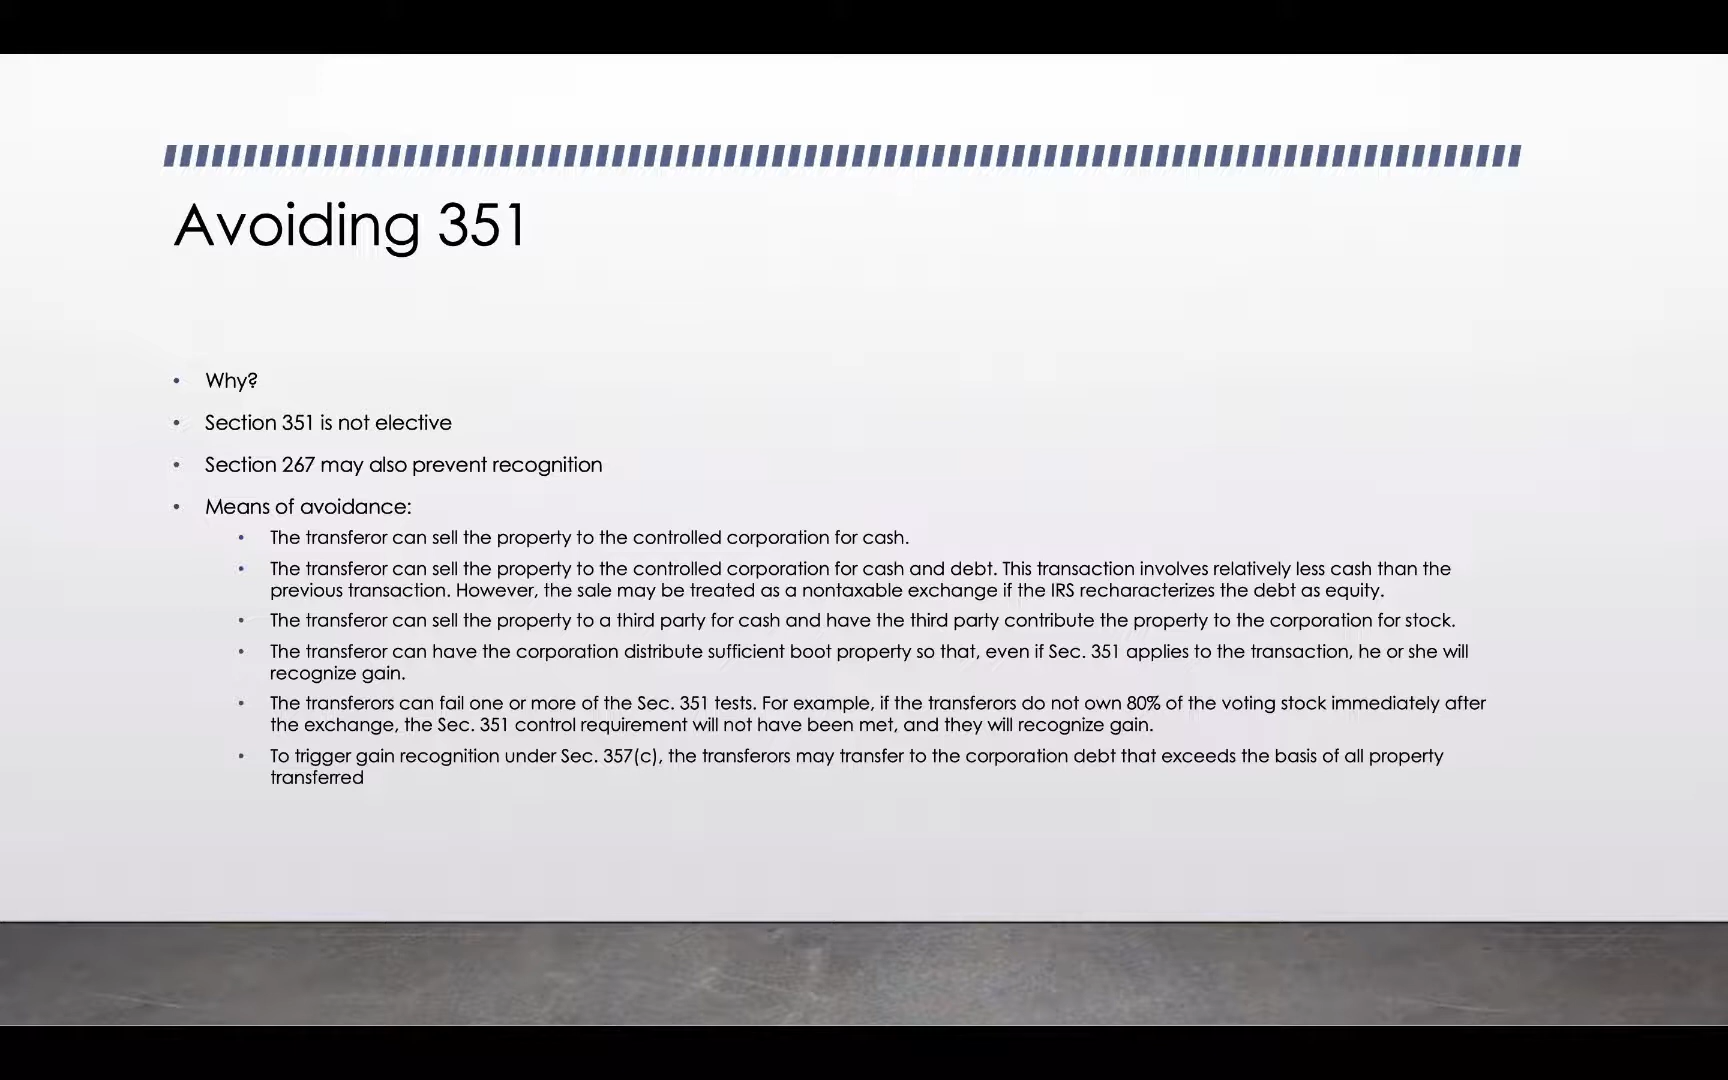 Avoiding 351
• Why?
• Section 351 is not elective
• Section 267 may also prevent recognition
• Means of avoidance:
• The transferor can sell the property to the controlled corporation for cash.
• The transferor can sell the property to the controlled corporation for cash and debt. This transaction involves relatively less cash than the
previous transaction. However, the sale may be treated as a nontaxable exchange if the IRS recharacterizes the debt as equity.
• The transferor can sell the property to a third party for cash and have the third party contribute the property to the corporation for stock.
• The transferor can have the corporation distribute sufficient boot property so that, even if Sec. 351 applies to the transaction, he or she will
recognize gain.
• The transferors can fail one or more of the Sec. 351 tests. For example, if the transferors do not own 80% of the voting stock immediately after
the exchange, the Sec. 351 control requirement will not have been met, and they will recognize gain.
• To trigger gain recognition under Sec. 357(c), the transferors may transfer to the corporation debt that exceeds the basis of all property
transferred